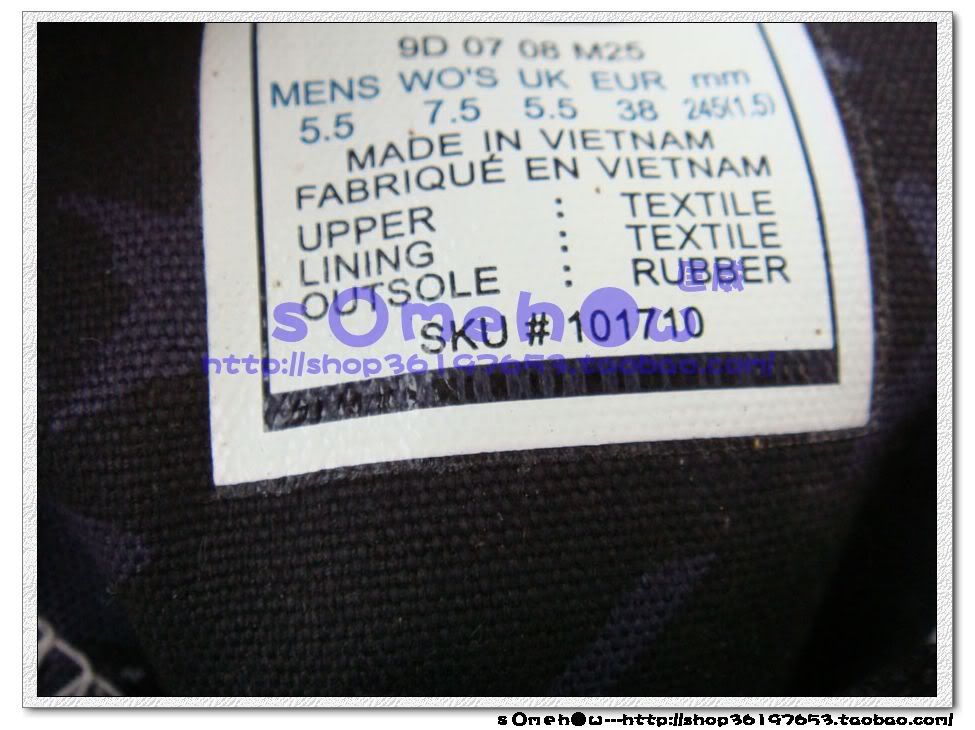 9D 07 08 M25
MENS WO'S UK EUR mm
5.5 7.5 5.5 38 245(1.5)
MADE IN VIETNAM
FABRIQUÉ EN VIETNAM
UPPER : TEXTILE
LINING : TEXTILE
OUTSOLE : RUBBER
sOmehOw
SKU # 101710
http://shop36197653.taobao.com/
sOmehOw---http://shop36197653.taobao.com/